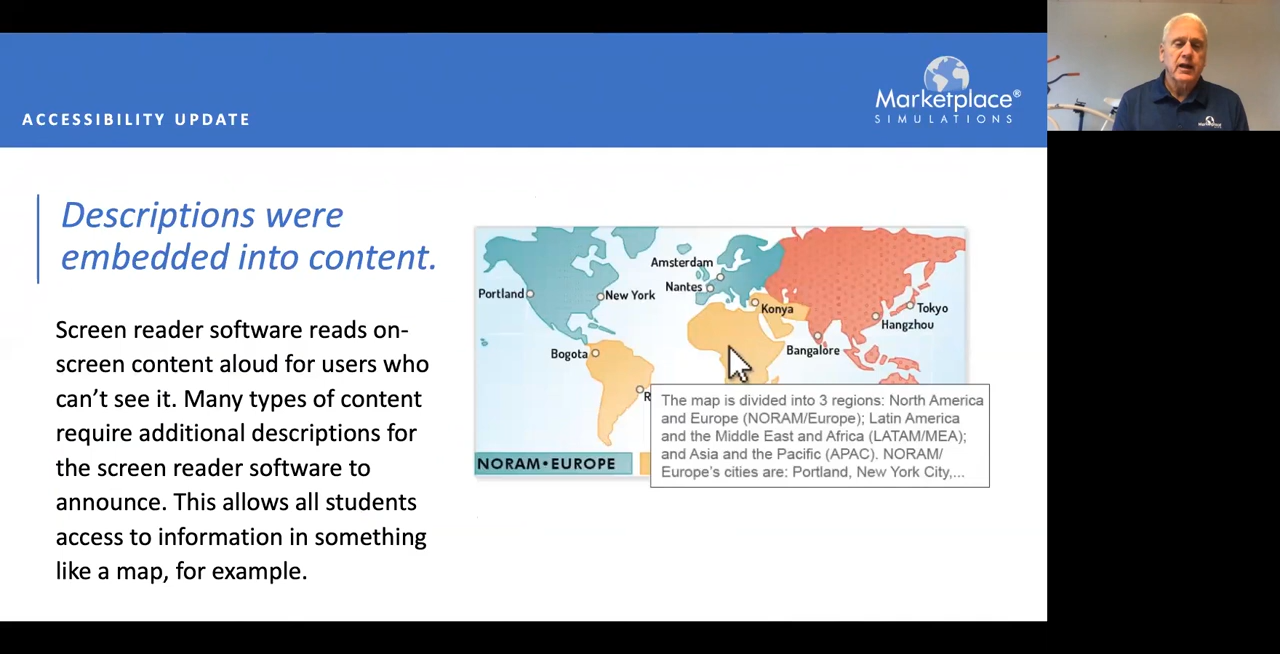 ACCESSIBILITY UPDATE
Marketplace®
SIMULATIONS
Descriptions were
embedded into content.
Screen reader software reads on-
screen content aloud for users who
can't see it. Many types of content
require additional descriptions for
the screen reader software to
announce. This allows all students
access to information in something
like a map, for example.
Amsterdam
Nantes
Portland
New York
Konya
Tokyo
Hangzhou
Bogota
Bangalore
R
The map is divided into 3 regions: North America
and Europe (NORAM/Europe); Latin America
and the Middle East and Africa (LATAM/MEA);
and Asia and the Pacific (APAC). NORAM/
Europe's cities are: Portland, New York City,...
NORAM•EUROPE